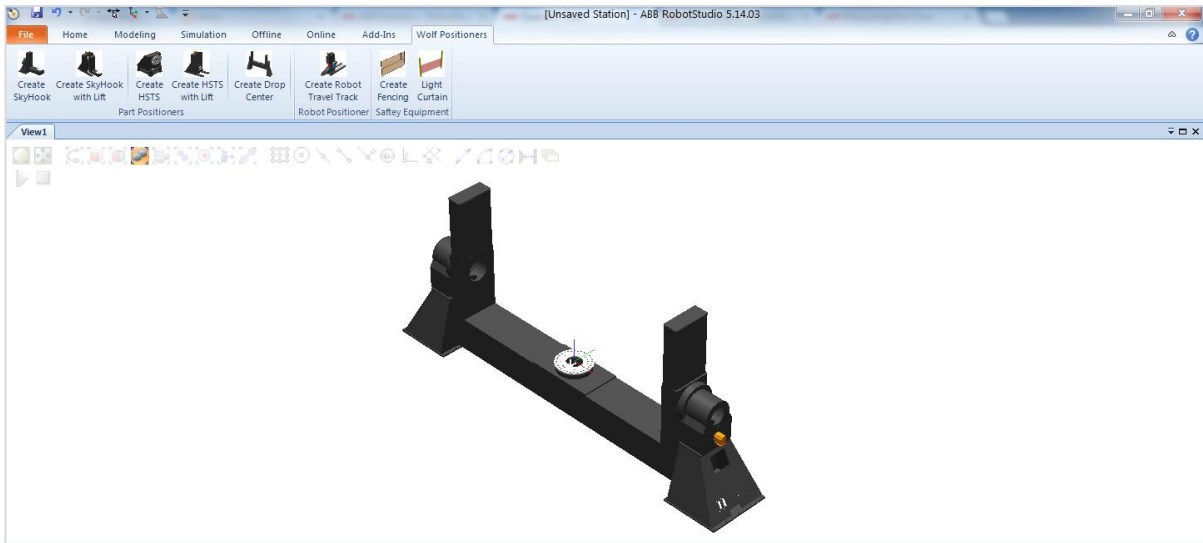 [Unsaved Station] - ABB RobotStudio 5.14.03
File Home Modeling Simulation Offline Online Add-Ins Wolf Positioners
Create SkyHook
Create SkyHook with Lift
Create HSTS
Create HSTS with Lift
Create Drop Center
Create Robot Travel Track
Create Fencing
Light Curtain
Part Positioners
Robot Positioner
Saftey Equipment
View1